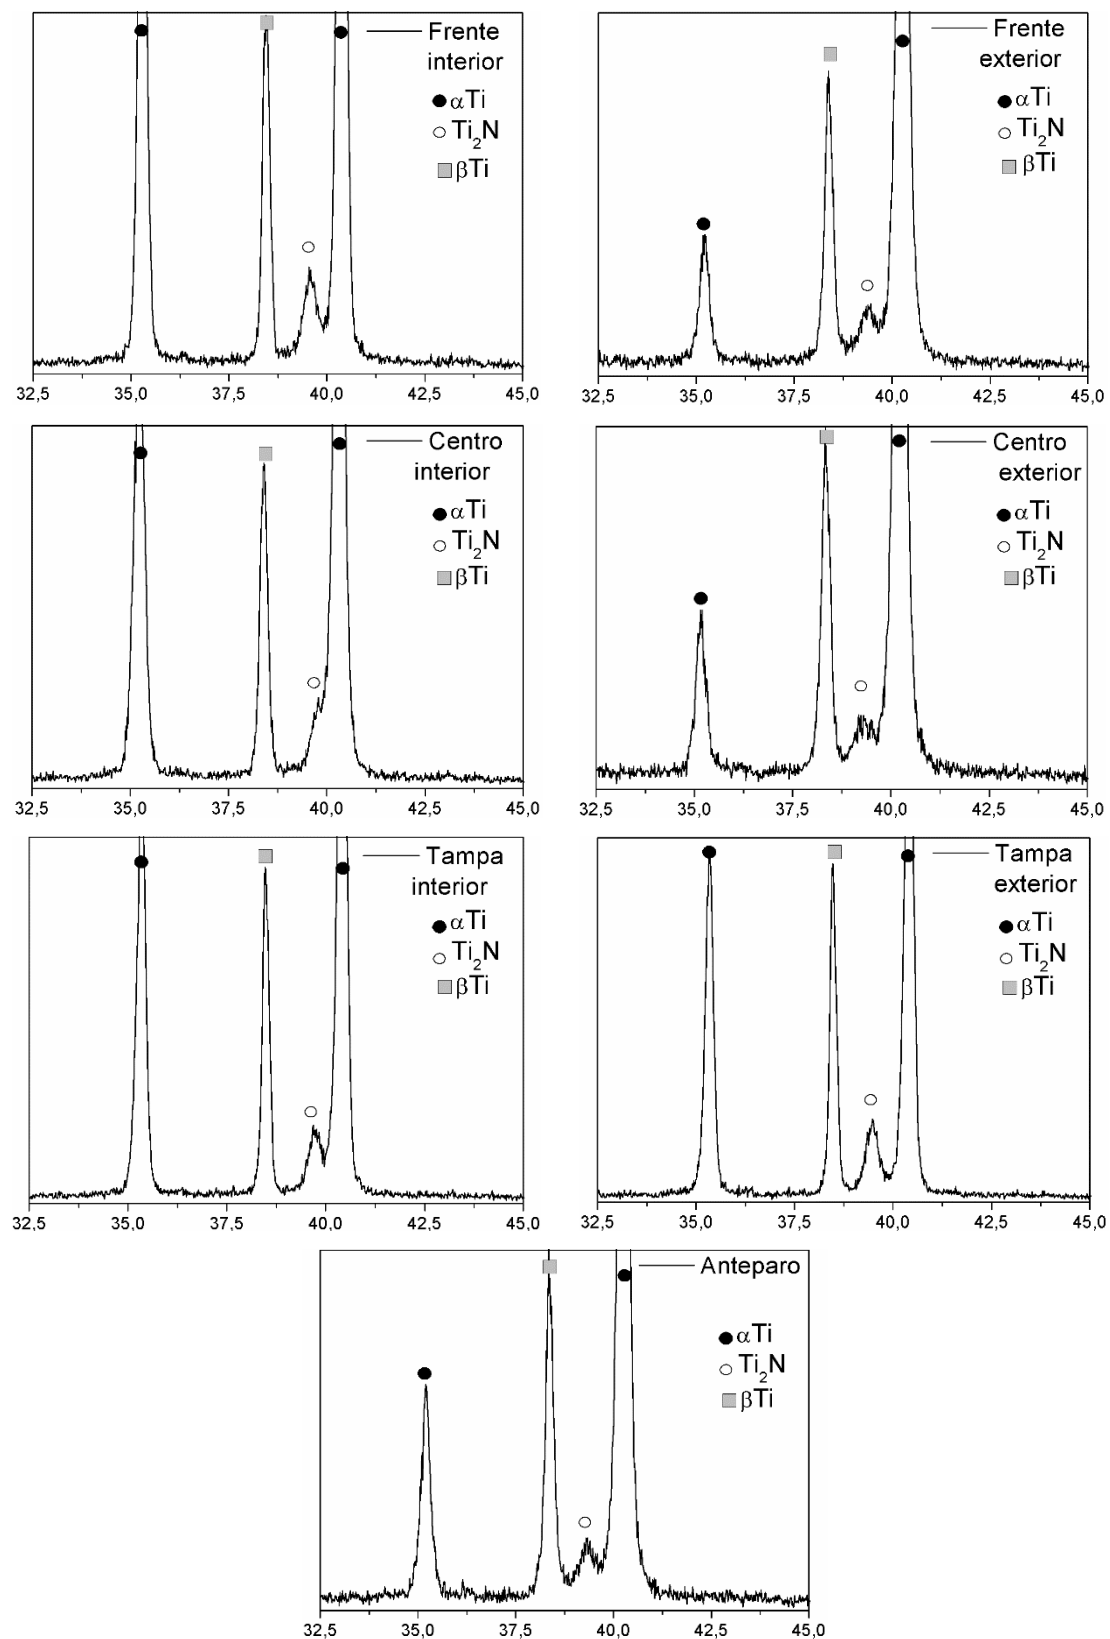 Frente
interior
αTi
Ti₂N
βTi
32,5 35,0 37,5 40,0 42,5 45,0
Frente
exterior
αTi
Ti₂N
βTi
32,5 35,0 37,5 40,0 42,5 45,0
Centro
interior
αTi
Ti₂N
βTi
32,5 35,0 37,5 40,0 42,5 45,0
Centro
exterior
αTi
Ti₂N
βTi
32,5 35,0 37,5 40,0 42,5 45,0
Tampa
interior
αTi
Ti₂N
βTi
32,5 35,0 37,5 40,0 42,5 45,0
Tampa
exterior
αTi
Ti₂N
βTi
32,5 35,0 37,5 40,0 42,5 45,0
Anteparo
αTi
Ti₂N
βTi
32,5 35,0 37,5 40,0 42,5 45,0